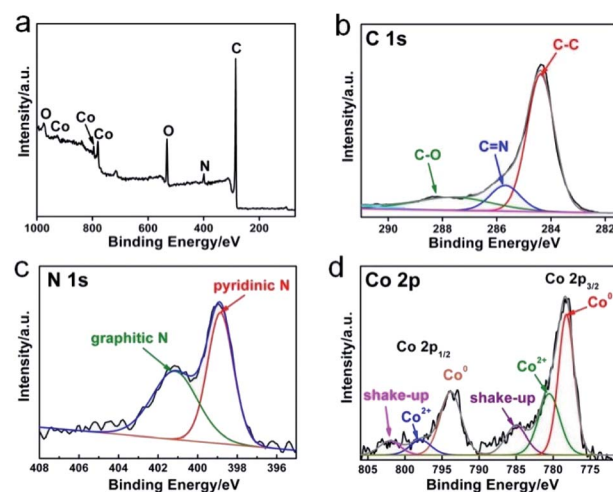 a
C
O
Co
Co
Co
O
N
Intensity/a.u.
1000 800 600 400 200
Binding Energy/eV
b
C 1s
C-C
C=N
C-O
Intensity/a.u.
290 288 286 284 282
Binding Energy/eV
c
N 1s
pyridinic N
graphitic N
Intensity/a.u.
408 406 404 402 400 398 396
Binding Energy/eV
d
Co 2p
Co 2p3/2
Co0
Co 2p1/2
Co0
Co2+
shake-up
shake-up
Co2+
Intensity/a.u.
805 800 795 790 785 780 775
Binding Energy/eV